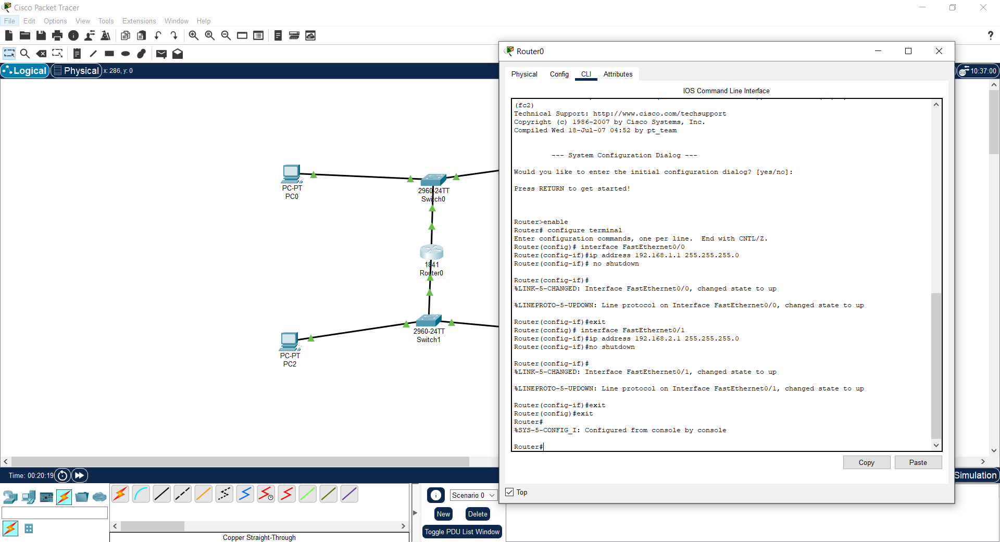 Cisco Packet Tracer
File Edit Options View Tools Extensions Window Help
Logical Physical x: 286, y: 0
10:37:00
PC-PT
PC0
2960-24TT
Switch0
1841
Router0
2960-24TT
Switch1
PC-PT
PC2
Router0
Physical Config CLI Attributes
IOS Command Line Interface
(fc2)
Technical Support: http://www.cisco.com/techsupport
Copyright (c) 1986-2007 by Cisco Systems, Inc.
Compiled Wed 18-Jul-07 04:52 by pt_team
--- System Configuration Dialog ---
Would you like to enter the initial configuration dialog? [yes/no]:
Press RETURN to get started!
Router>enable
Router# configure terminal
Enter configuration commands, one per line.  End with CNTL/Z.
Router(config)# interface FastEthernet0/0
Router(config-if)#ip address 192.168.1.1 255.255.255.0
Router(config-if)# no shutdown
Router(config-if)#
%LINK-5-CHANGED: Interface FastEthernet0/0, changed state to up
%LINEPROTO-5-UPDOWN: Line protocol on Interface FastEthernet0/0, changed state to up
Router(config-if)#exit
Router(config)# interface FastEthernet0/1
Router(config-if)#ip address 192.168.2.1 255.255.255.0
Router(config-if)#no shutdown
Router(config-if)#
%LINK-5-CHANGED: Interface FastEthernet0/1, changed state to up
%LINEPROTO-5-UPDOWN: Line protocol on Interface FastEthernet0/1, changed state to up
Router(config-if)#exit
Router(config)#exit
Router#
%SYS-5-CONFIG_I: Configured from console by console
Router#
Copy Paste
Top
Time: 00:20:19
Simulation
Scenario 0
New Delete
Toggle PDU List Window
Copper Straight-Through